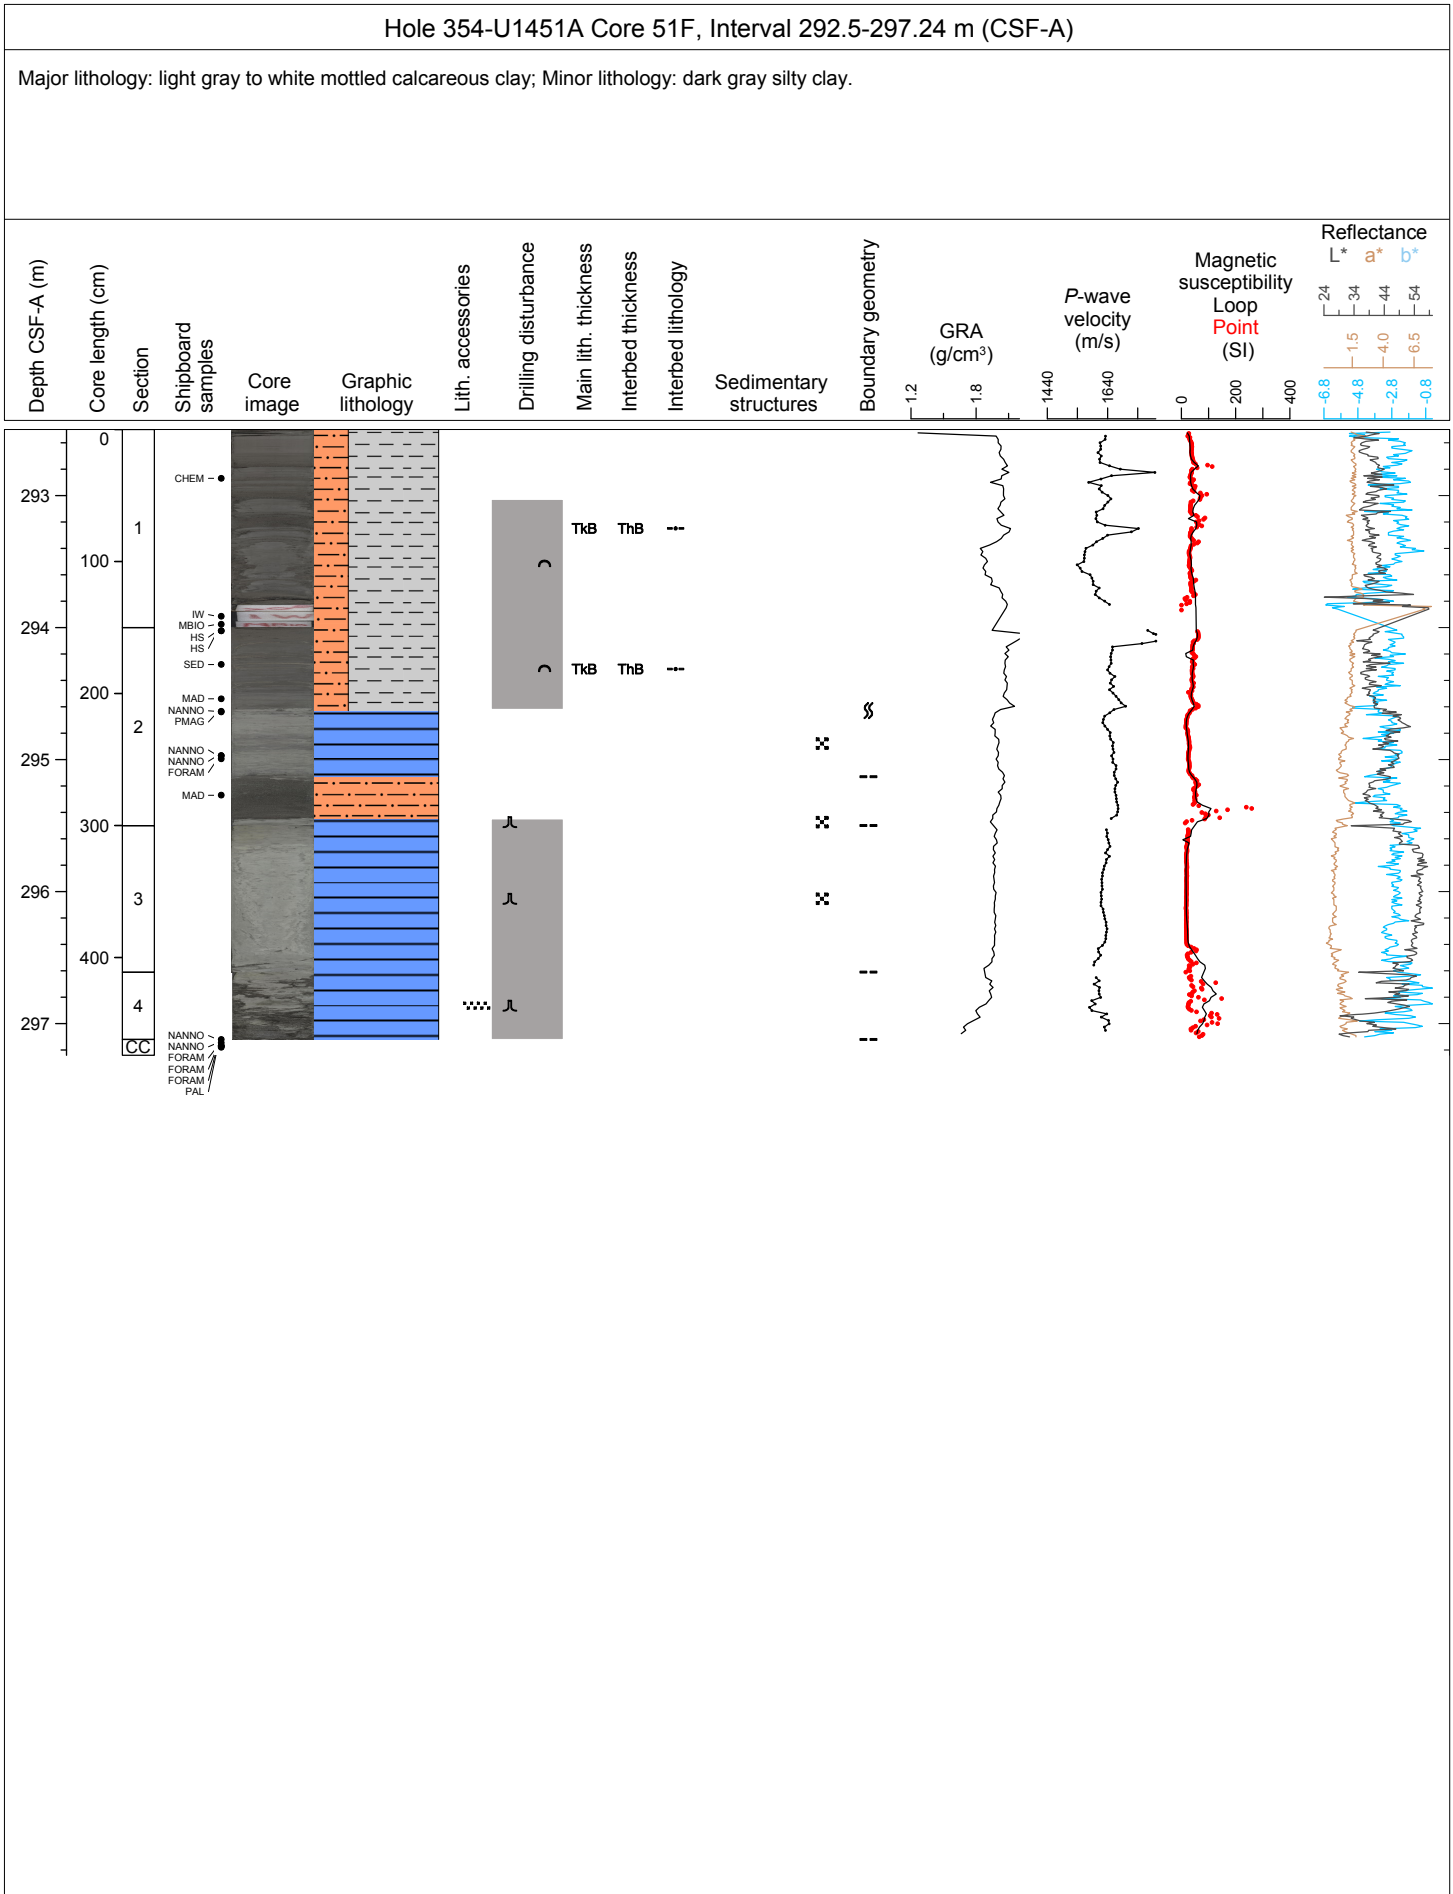 Hole 354-U1451A Core 51F, Interval 292.5-297.24 m (CSF-A)
Major lithology: light gray to white mottled calcareous clay; Minor lithology: dark gray silty clay.
Depth CSF-A (m)
Core length (cm)
Section
Shipboard
samples
Core
image
Graphic
lithology
Lith. accessories
Drilling disturbance
Main lith. thickness
Interbed thickness
Interbed lithology
Sedimentary
structures
Boundary geometry
GRA
(g/cm³)
1.2
1.8
P-wave
velocity
(m/s)
1440
1640
Magnetic
susceptibility
Loop
Point
(SI)
0
200
400
Reflectance
L* a* b*
24
34
44
54
1.5
4.0
6.5
-6.8
-4.8
-2.8
-0.8
293
294
295
296
297
0
100
200
300
400
1
2
3
4
CC
CHEM
IW
MBIO
HS
HS
SED
MAD
NANNO
PMAG
NANNO
NANNO
FORAM
MAD
NANNO
NANNO
FORAM
FORAM
FORAM
PAL
TkB ThB
TkB ThB